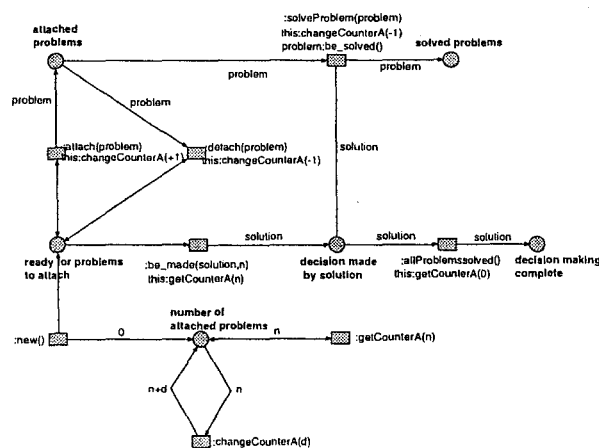 attached
problems
:solveProblem(problem)
this:changeCounterA(-1)
problem:be_solved()
solved problems
problem
problem
problem
problem
:attach(problem)
this:changeCounterA(+1)
:detach(problem)
this:changeCounterA(-1)
solution
solution
solution
solution
ready for problems
to attach
:be_made(solution,n)
this:getCounterA(n)
decision made
by solution
:allProblemssolved()
this:getCounterA(0)
decision making
complete
number of
attached problems
:new()
0
n
:getCounterA(n)
n+d
n
:changeCounterA(d)